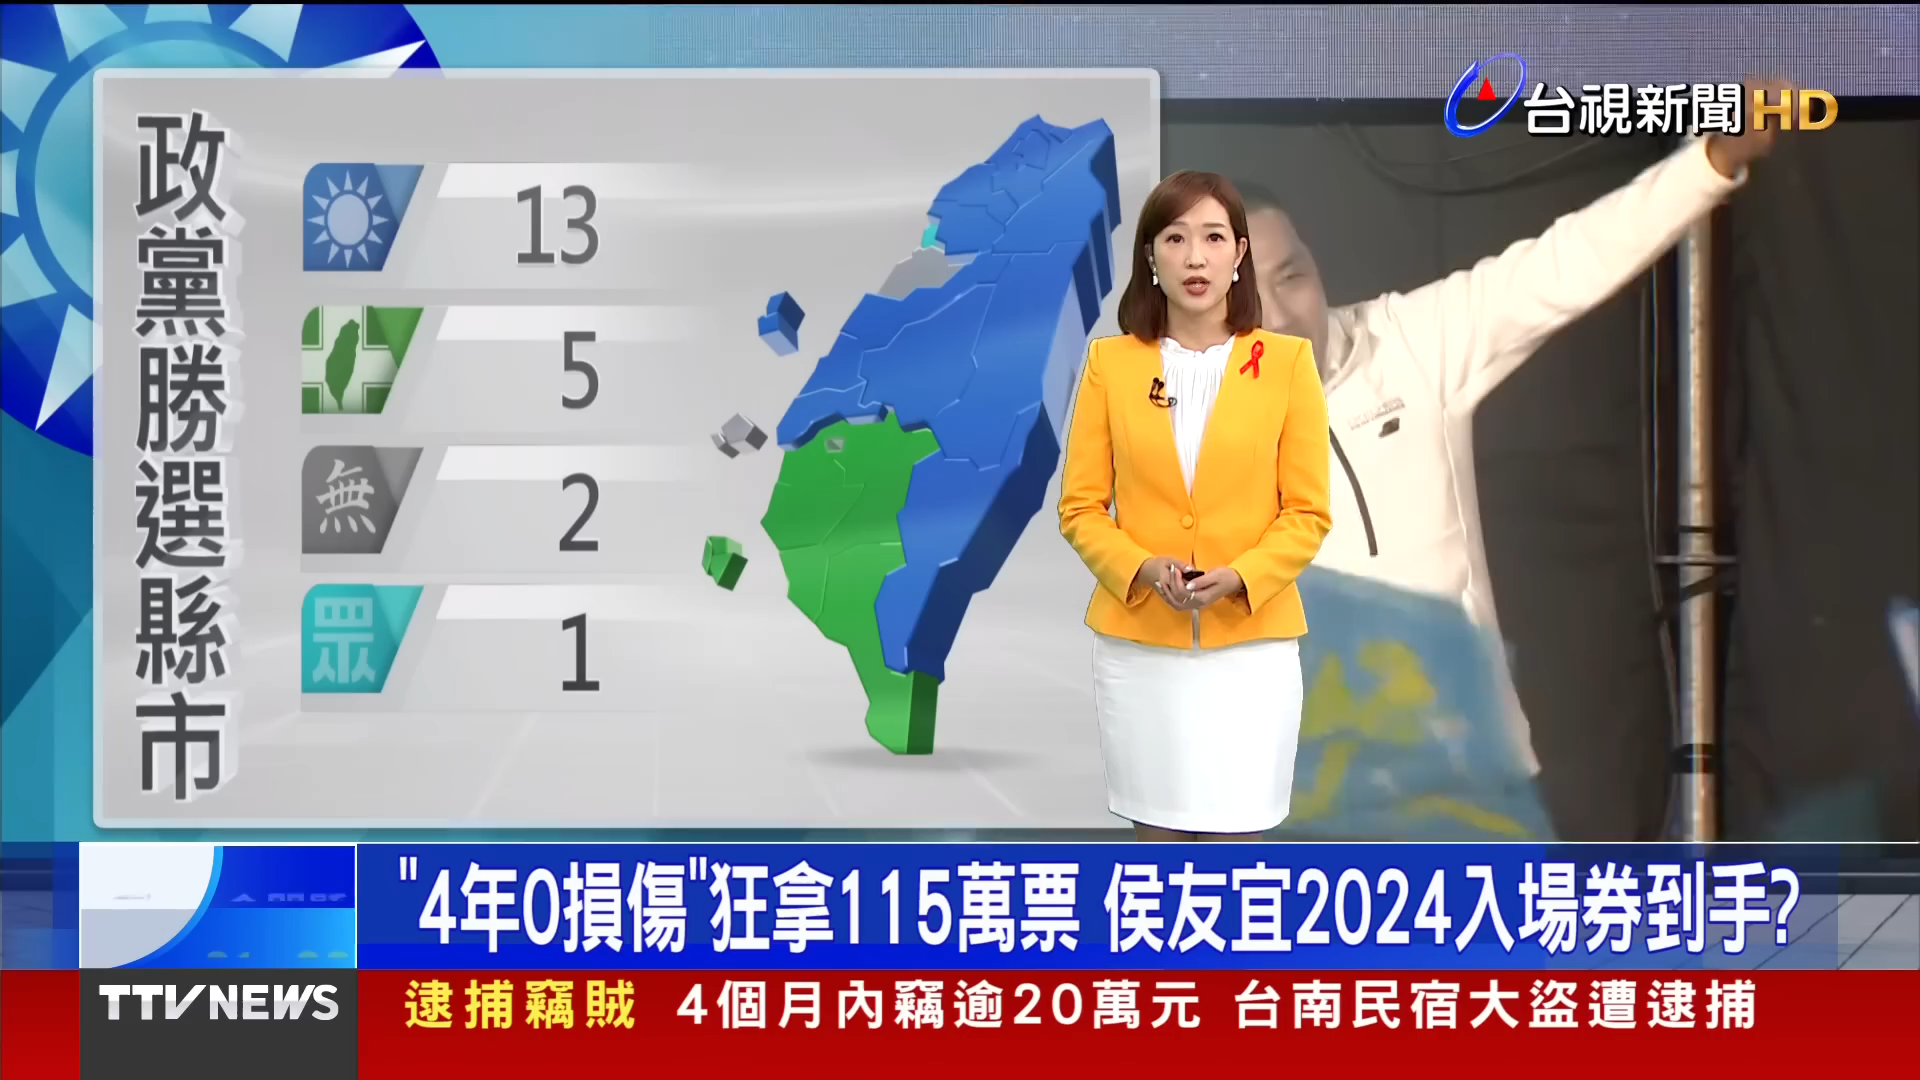 台視新聞HD
政黨勝選縣市
13
5
無 2
眾 1
"4年0損傷"狂拿115萬票 侯友宜2024入場券到手?
TTV NEWS
逮捕竊賊 4個月內竊逾20萬元 台南民宿大盜遭逮捕